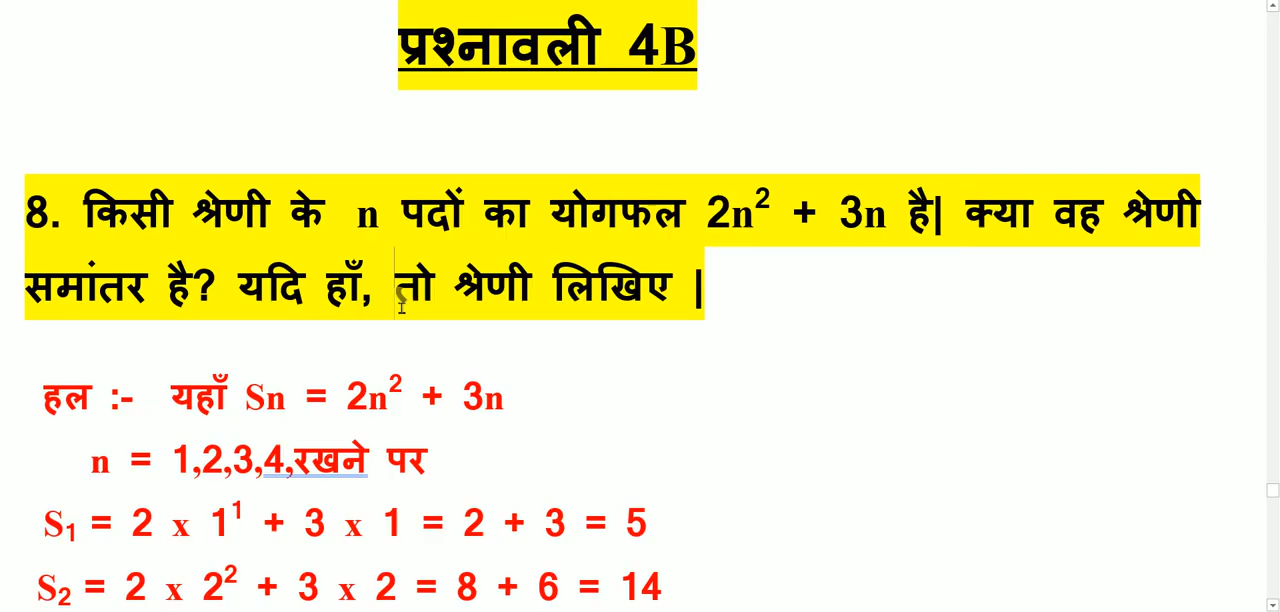 प्रश्नावली 4B
8. किसी श्रेणी के n पदों का योगफल 2n² + 3n है| क्या वह श्रेणी
समांतर है? यदि हाँ, तो श्रेणी लिखिए |
हल :- यहाँ Sn = 2n² + 3n
n = 1,2,3,4,रखने पर
S₁ = 2 x 1¹ + 3 x 1 = 2 + 3 = 5
S₂ = 2 x 2² + 3 x 2 = 8 + 6 = 14